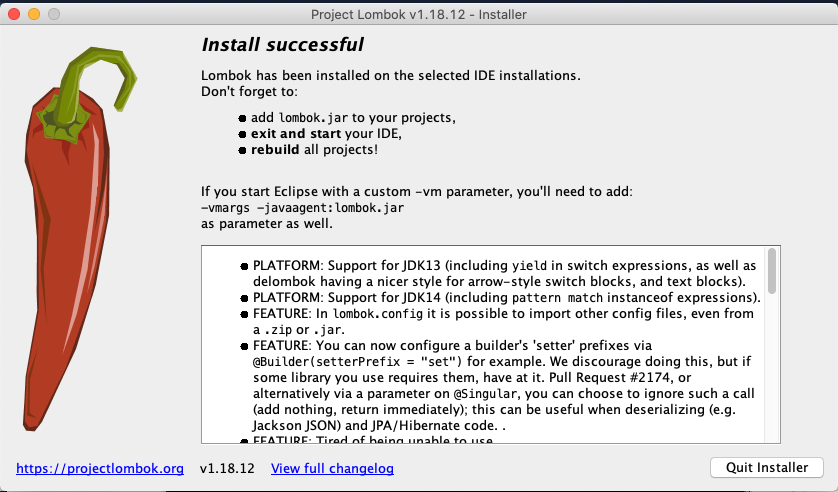 Project Lombok v1.18.12 - Installer
Install successful
Lombok has been installed on the selected IDE installations.
Don't forget to:
● add lombok.jar to your projects,
● exit and start your IDE,
● rebuild all projects!
If you start Eclipse with a custom -vm parameter, you'll need to add:
-vmargs -javaagent:lombok.jar
as parameter as well.
● PLATFORM: Support for JDK13 (including yield in switch expressions, as well as
delombok having a nicer style for arrow-style switch blocks, and text blocks).
● PLATFORM: Support for JDK14 (including pattern match instanceof expressions).
● FEATURE: In lombok.config it is possible to import other config files, even from
a .zip or .jar.
● FEATURE: You can now configure a builder's 'setter' prefixes via
@Builder(setterPrefix = "set") for example. We discourage doing this, but if
some library you use requires them, have at it. Pull Request #2174, or
alternatively via a parameter on @Singular, you can choose to ignore such a call
(add nothing, return immediately); this can be useful when deserializing (e.g.
Jackson JSON) and JPA/Hibernate code. .
● FEATURE: Tired of being unable to use
https://projectlombok.org v1.18.12 View full changelog Quit Installer